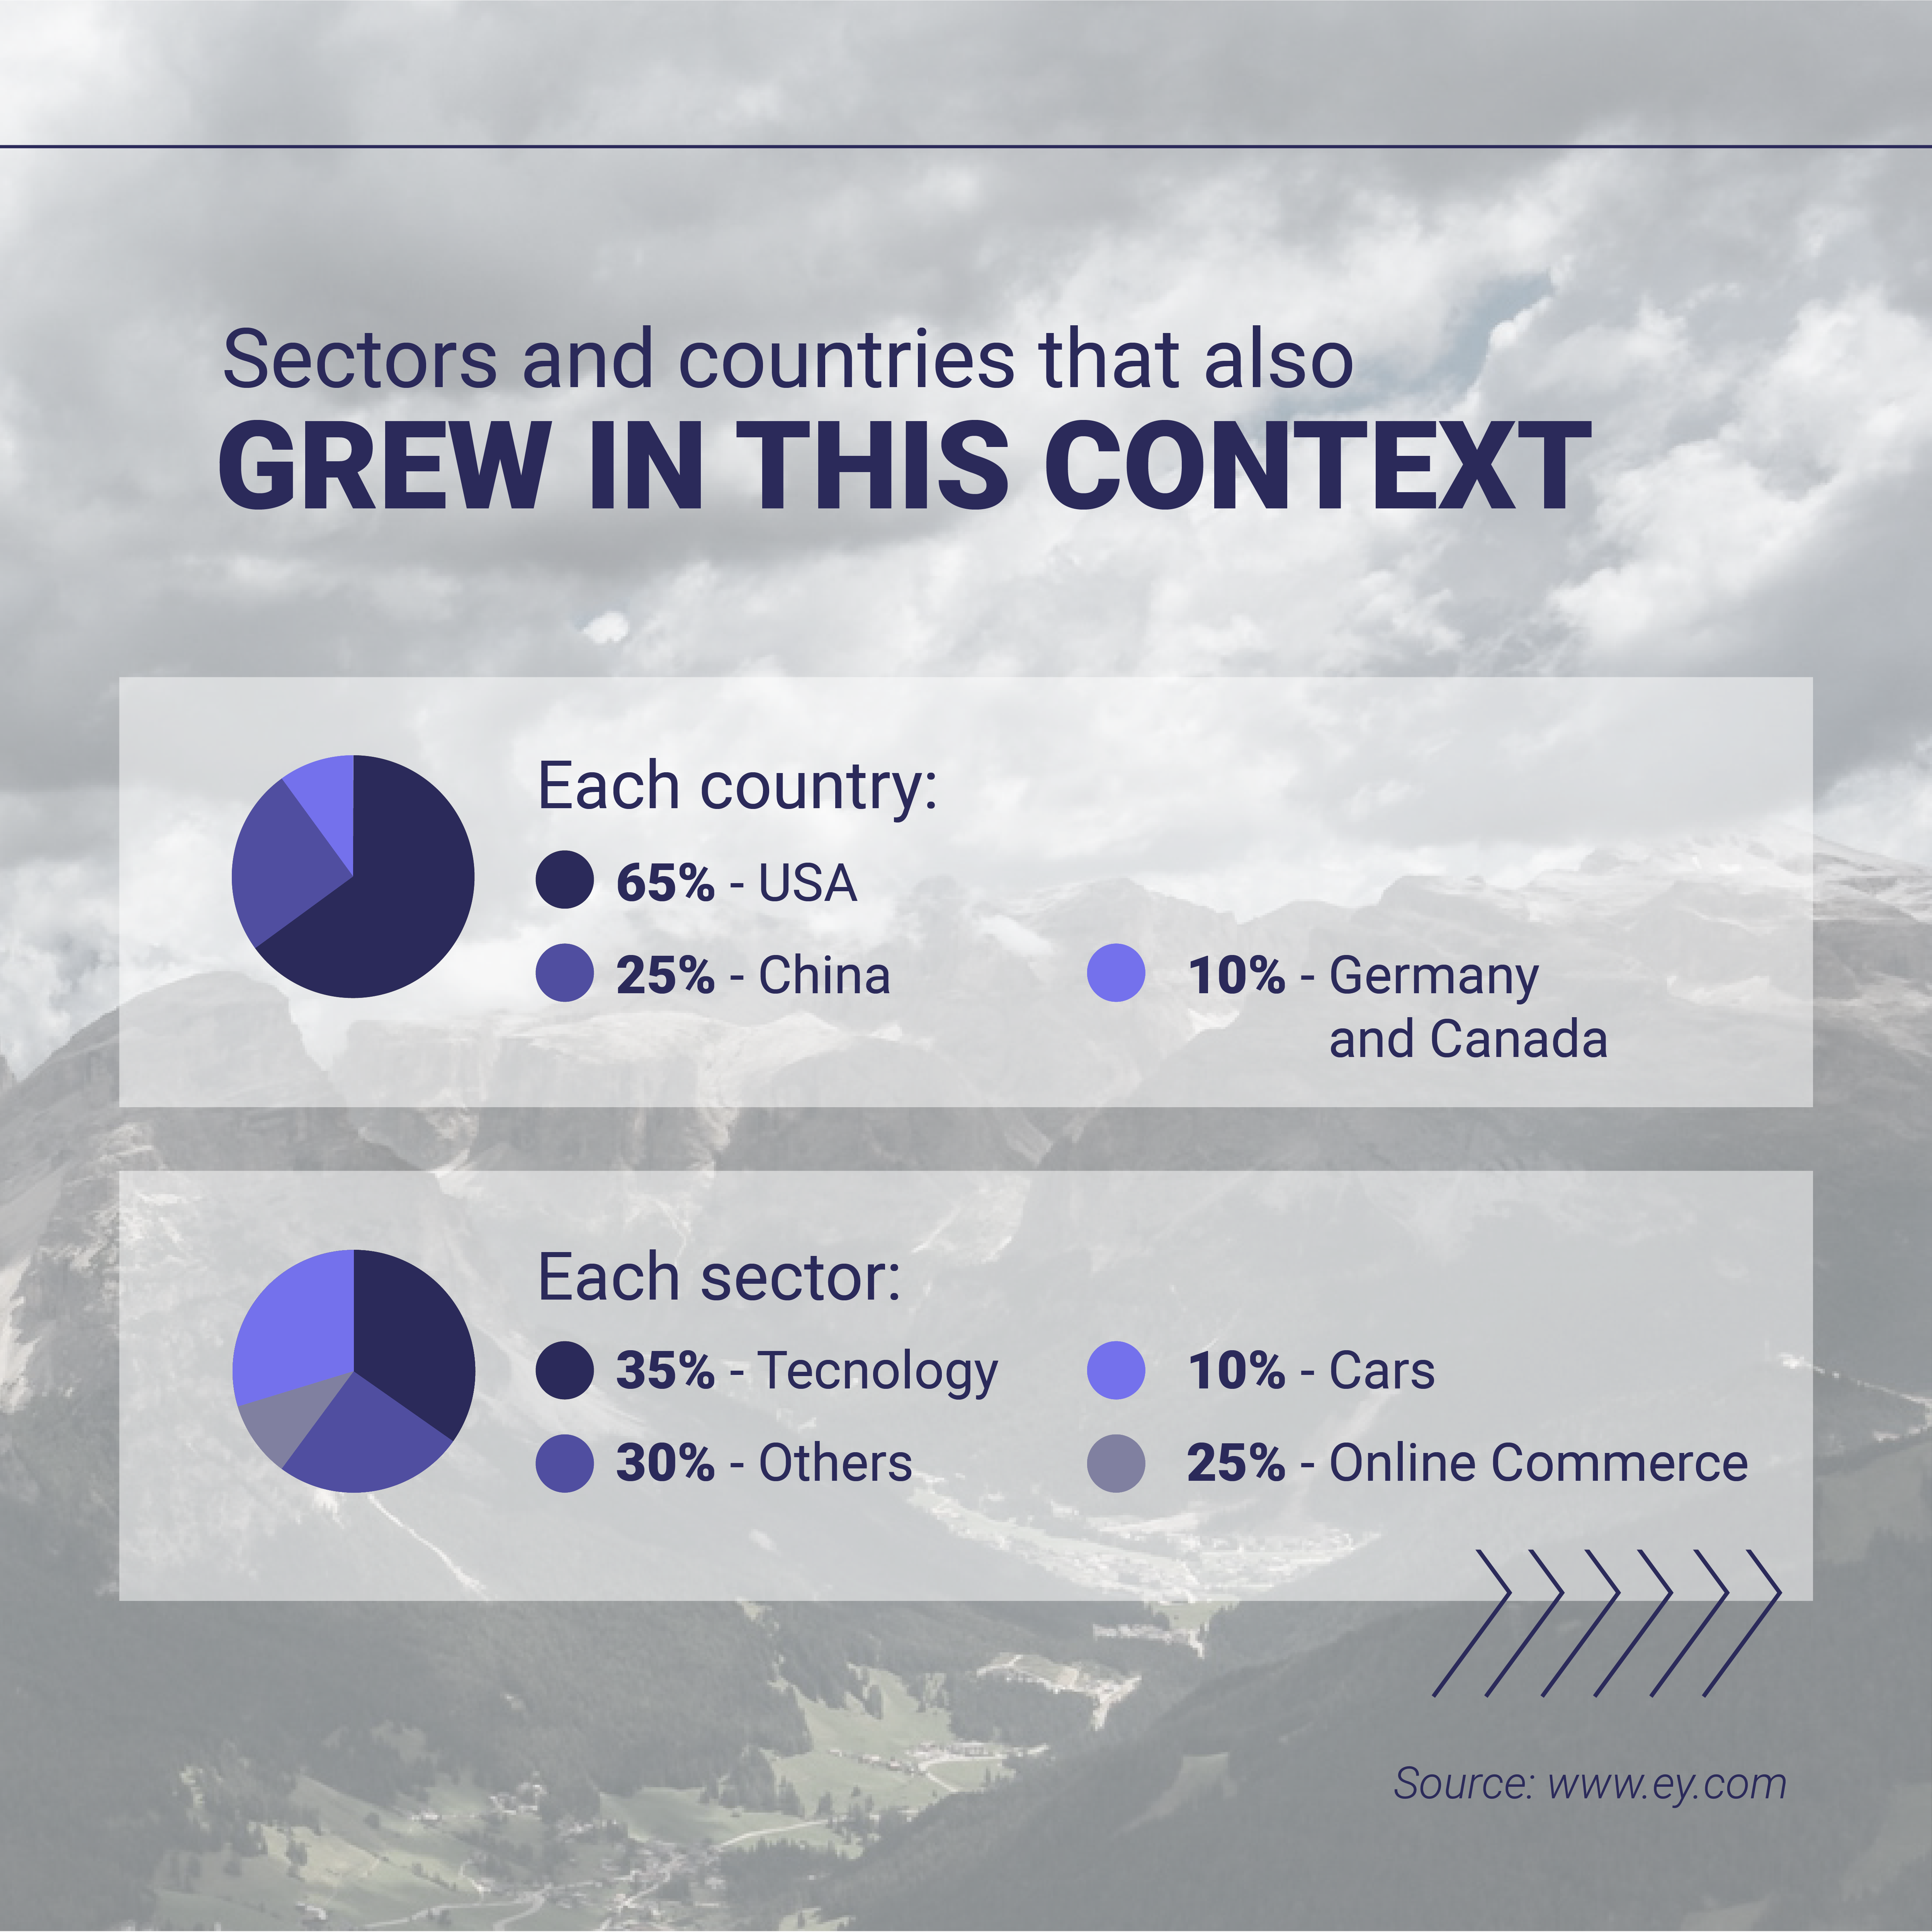 Sectors and countries that also
GREW IN THIS CONTEXT
Each country:
65% - USA
25% - China
10% - Germany
and Canada
Each sector:
35% - Tecnology
30% - Others
10% - Cars
25% - Online Commerce
Source: www.ey.com